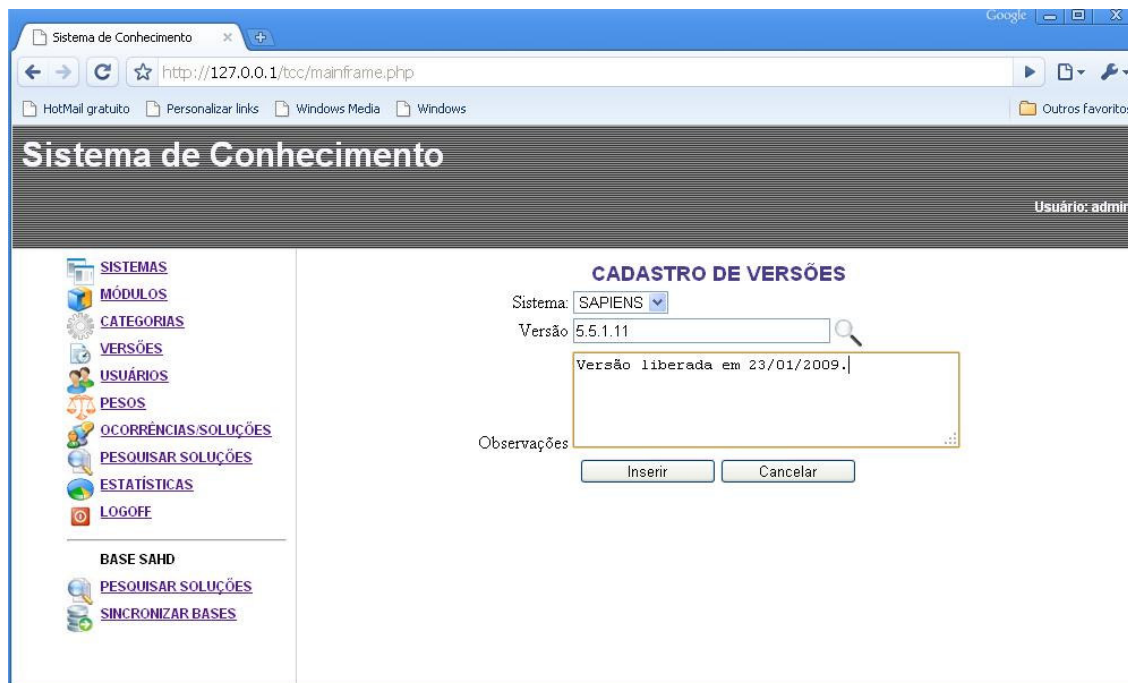 Google
Sistema de Conhecimento
http://127.0.0.1/tcc/mainframe.php
HotMail gratuito Personalizar links Windows Media Windows Outros favoritos
Sistema de Conhecimento
Usuário: admin
SISTEMAS
MÓDULOS
CATEGORIAS
VERSÕES
USUÁRIOS
PESOS
OCORRÊNCIAS/SOLUÇÕES
PESQUISAR SOLUÇÕES
ESTATÍSTICAS
LOGOFF
BASE SAHD
PESQUISAR SOLUÇÕES
SINCRONIZAR BASES
CADASTRO DE VERSÕES
Sistema: SAPIENS
Versão 5.5.1.11
Versão liberada em 23/01/2009.
Observações
Inserir Cancelar